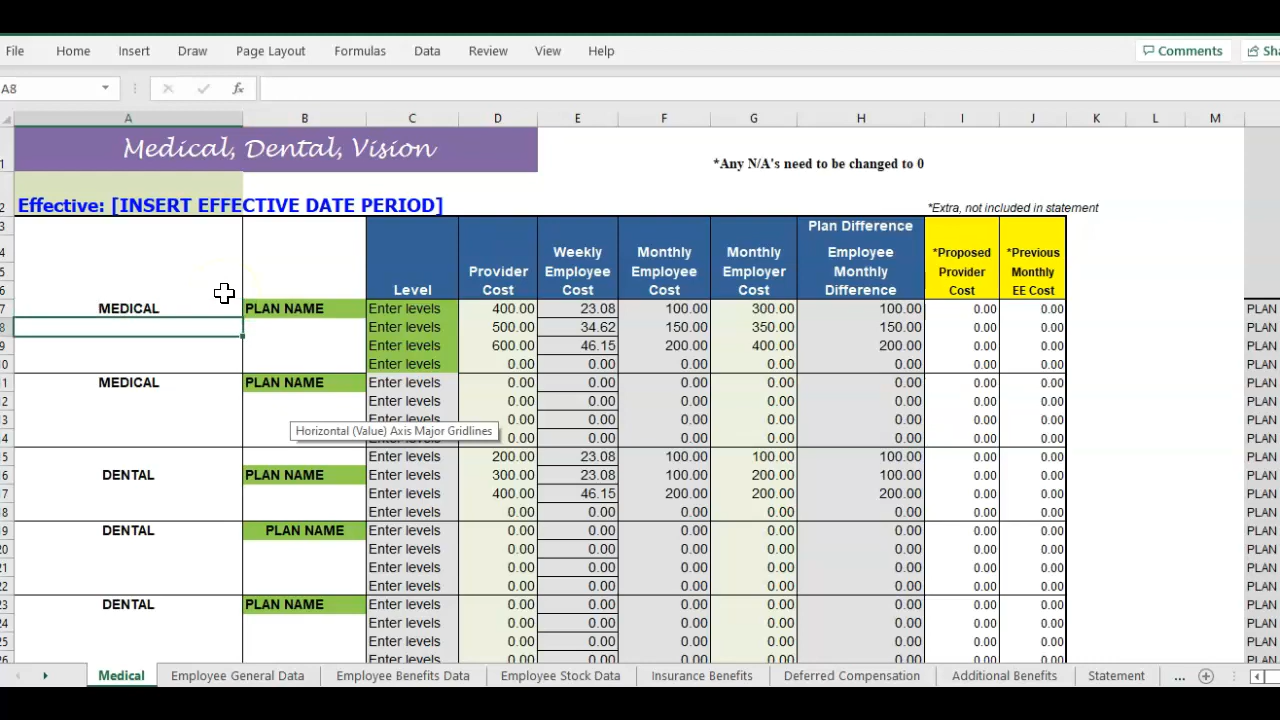 File Home Insert Draw Page Layout Formulas Data Review View Help Comments
A8 fx
A B C D E F G H I J K L M
Medical, Dental, Vision
*Any N/A's need to be changed to 0
Effective: [INSERT EFFECTIVE DATE PERIOD] *Extra, not included in statement
Plan Difference
Weekly Monthly Monthly Employee *Proposed *Previous
Provider Employee Employee Employer Monthly Provider Monthly
Level Cost Cost Cost Cost Difference Cost EE Cost
MEDICAL PLAN NAME Enter levels 400.00 23.08 100.00 300.00 100.00 0.00 0.00 PLAN
Enter levels 500.00 34.62 150.00 350.00 150.00 0.00 0.00 PLAN
Enter levels 600.00 46.15 200.00 400.00 200.00 0.00 0.00 PLAN
Enter levels 0.00 0.00 0.00 0.00 0.00 0.00 0.00 PLAN
MEDICAL PLAN NAME Enter levels 0.00 0.00 0.00 0.00 0.00 0.00 0.00 PLAN
Enter levels 0.00 0.00 0.00 0.00 0.00 0.00 0.00 PLAN
Enter levels 0.00 0.00 0.00 0.00 0.00 0.00 0.00 PLAN
Horizontal (Value) Axis Major Gridlines
Enter levels 0.00 0.00 0.00 0.00 0.00 0.00 0.00 PLAN
Enter levels 200.00 23.08 100.00 100.00 100.00 0.00 0.00 PLAN
DENTAL PLAN NAME Enter levels 300.00 23.08 100.00 200.00 100.00 0.00 0.00 PLAN
Enter levels 400.00 46.15 200.00 200.00 200.00 0.00 0.00 PLAN
Enter levels 0.00 0.00 0.00 0.00 0.00 0.00 0.00 PLAN
DENTAL PLAN NAME Enter levels 0.00 0.00 0.00 0.00 0.00 0.00 0.00 PLAN
Enter levels 0.00 0.00 0.00 0.00 0.00 0.00 0.00 PLAN
Enter levels 0.00 0.00 0.00 0.00 0.00 0.00 0.00 PLAN
Enter levels 0.00 0.00 0.00 0.00 0.00 0.00 0.00 PLAN
DENTAL PLAN NAME Enter levels 0.00 0.00 0.00 0.00 0.00 0.00 0.00 PLAN
Enter levels 0.00 0.00 0.00 0.00 0.00 0.00 0.00 PLAN
Enter levels 0.00 0.00 0.00 0.00 0.00 0.00 0.00 PLAN
Medical Employee General Data Employee Benefits Data Employee Stock Data Insurance Benefits Deferred Compensation Additional Benefits Statement ...